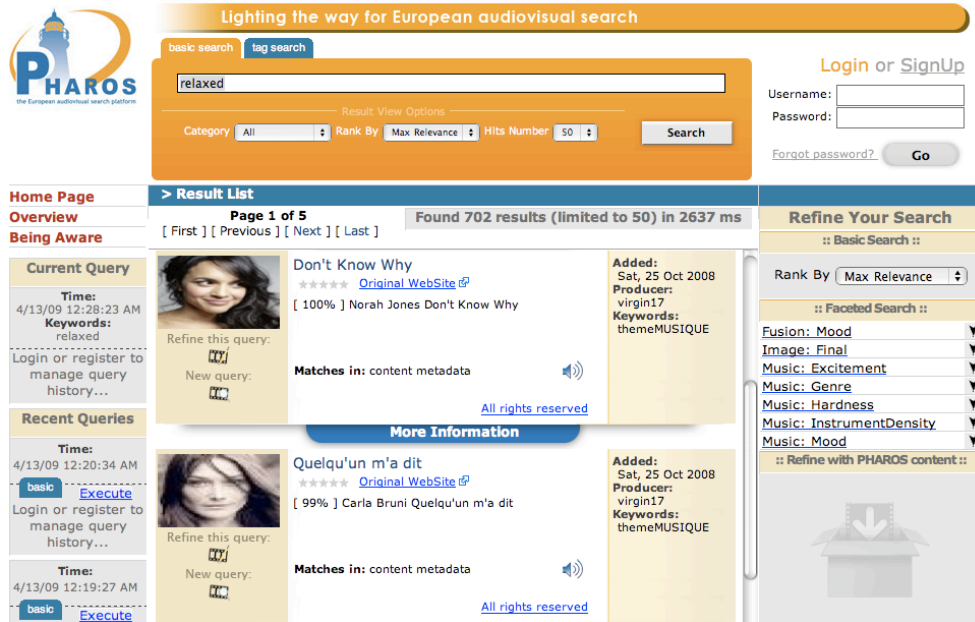 Lighting the way for European audiovisual search
PHAROS
the European audiovisual search platform
basic search
tag search
relaxed
Result View Options
Category All Rank By Max Relevance Hits Number 50 Search
Login or SignUp
Username:
Password:
Forgot password? Go
Home Page
Overview
Being Aware
Current Query
Time:
4/13/09 12:28:23 AM
Keywords:
relaxed
Login or register to
manage query
history...
Recent Queries
Time:
4/13/09 12:20:34 AM
basic Execute
Login or register to
manage query
history...
Time:
4/13/09 12:19:27 AM
basic Execute
> Result List
Page 1 of 5
[ First ] [ Previous ] [ Next ] [ Last ]
Found 702 results (limited to 50) in 2637 ms
Don't Know Why
Original WebSite
[ 100% ] Norah Jones Don't Know Why
Refine this query:
New query:
Matches in: content metadata
All rights reserved
Added:
Sat, 25 Oct 2008
Producer:
virgin17
Keywords:
themeMUSIQUE
More Information
Quelqu'un m'a dit
Original WebSite
[ 99% ] Carla Bruni Quelqu'un m'a dit
Refine this query:
New query:
Matches in: content metadata
All rights reserved
Added:
Sat, 25 Oct 2008
Producer:
virgin17
Keywords:
themeMUSIQUE
Refine Your Search
:: Basic Search ::
Rank By Max Relevance
:: Faceted Search ::
Fusion: Mood
Image: Final
Music: Excitement
Music: Genre
Music: Hardness
Music: InstrumentDensity
Music: Mood
:: Refine with PHAROS content ::